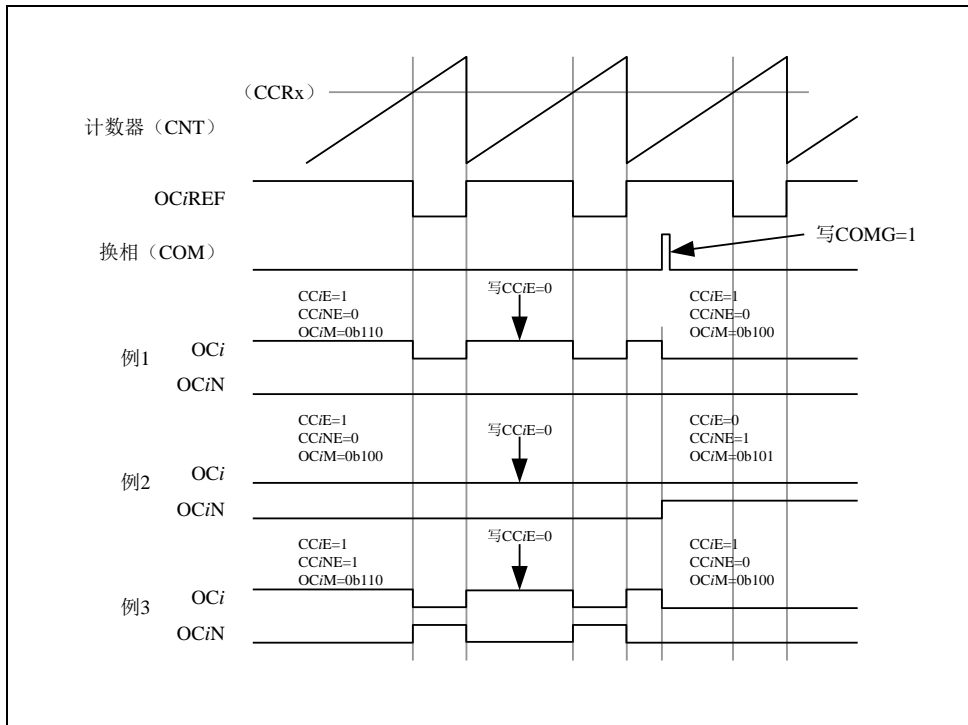 （CCRx）
计数器（CNT）
OCiREF
换相（COM）
写COMG=1
CCiE=1
CCiNE=0
OCiM=0b110
写CCiE=0
CCiE=1
CCiNE=0
OCiM=0b100
例1
OCi
OCiN
CCiE=1
CCiNE=0
OCiM=0b100
写CCiE=0
CCiE=0
CCiNE=1
OCiM=0b101
例2
OCi
OCiN
CCiE=1
CCiNE=1
OCiM=0b110
写CCiE=0
CCiE=1
CCiNE=0
OCiM=0b100
例3
OCi
OCiN